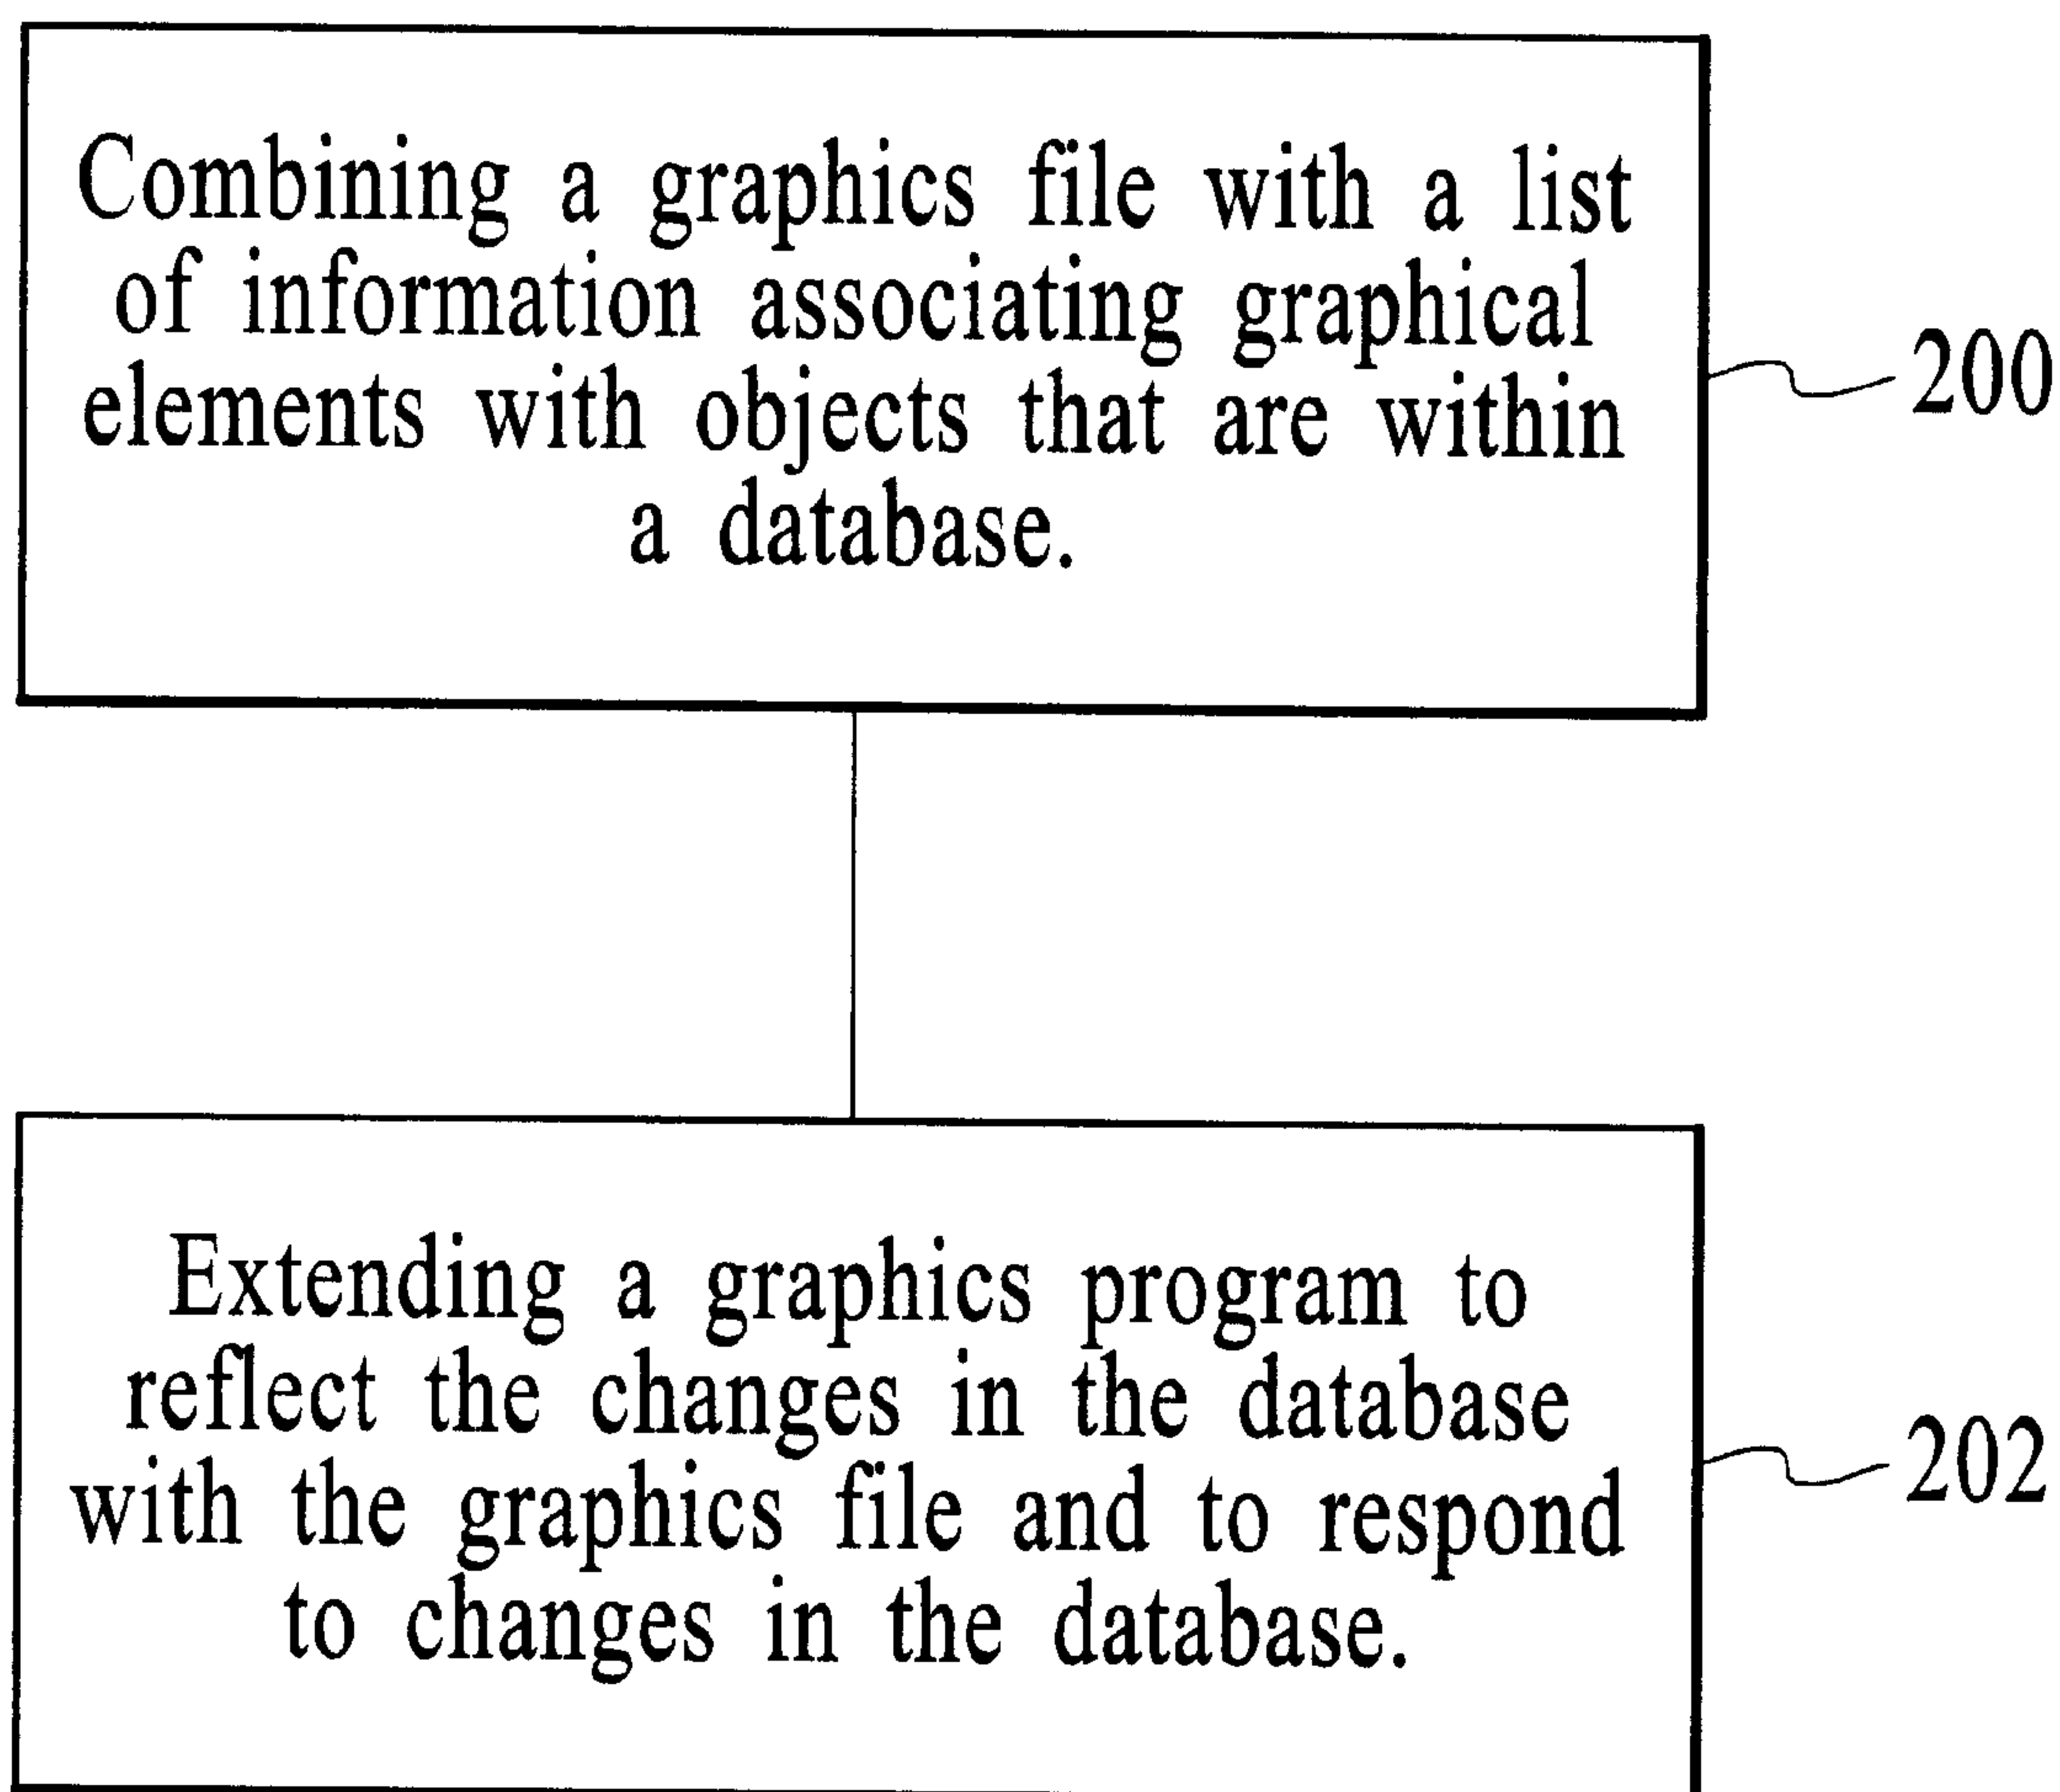 Combining a graphics file with a list
of information associating graphical
elements with objects that are within
a database.
200
Extending a graphics program to
reflect the changes in the database
with the graphics file and to respond
to changes in the database.
202